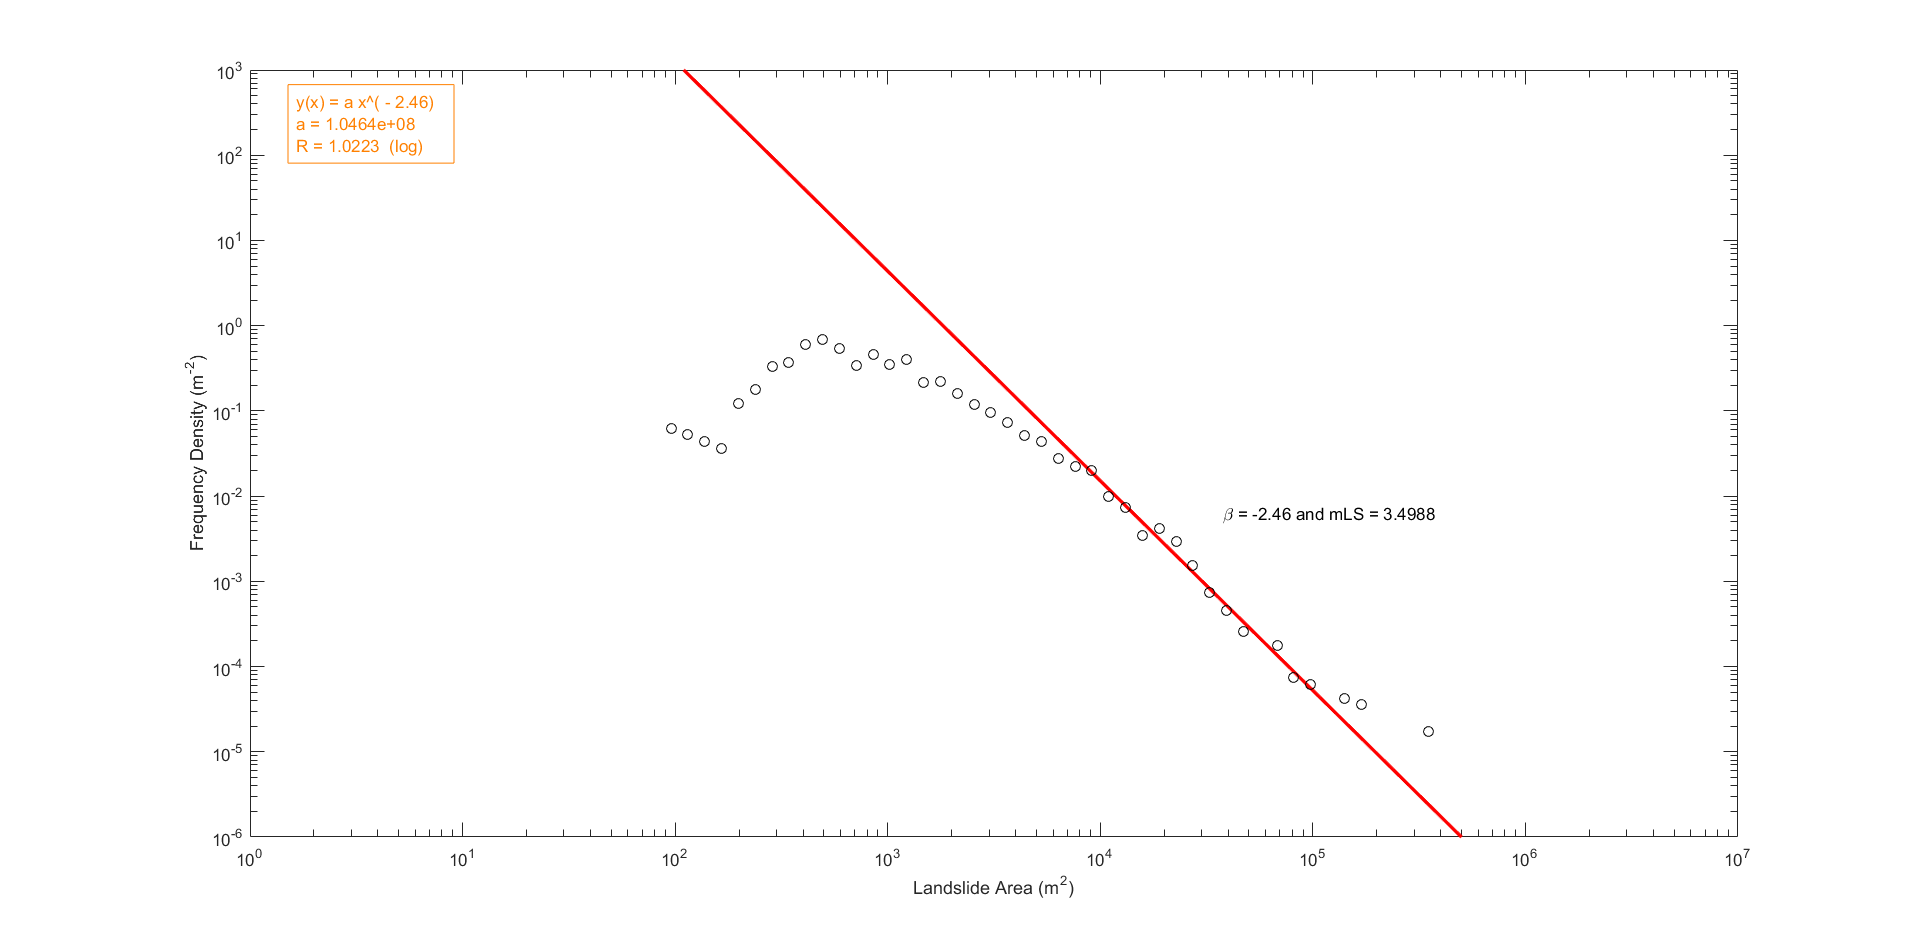 y(x) = a x^( - 2.46)
a = 1.0464e+08
R = 1.0223 (log)
10^3
10^2
10^1
10^0
10^-1
10^-2
10^-3
10^-4
10^-5
10^-6
Frequency Density (m^-2)
β = -2.46 and mLS = 3.4988
10^0 10^1 10^2 10^3 10^4 10^5 10^6 10^7
Landslide Area (m^2)